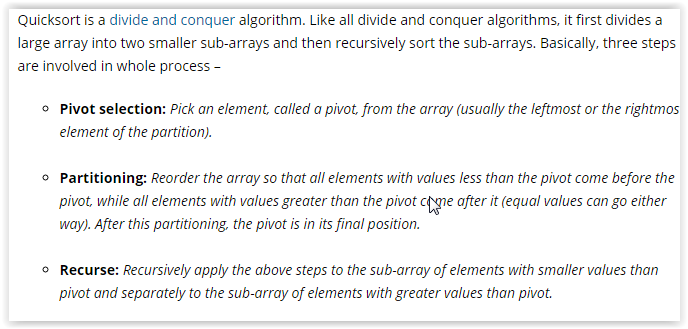 Quicksort is a divide and conquer algorithm. Like all divide and conquer algorithms, it first divides a
large array into two smaller sub-arrays and then recursively sort the sub-arrays. Basically, three steps
are involved in whole process –
Pivot selection: Pick an element, called a pivot, from the array (usually the leftmost or the rightmos
element of the partition).
Partitioning: Reorder the array so that all elements with values less than the pivot come before the
pivot, while all elements with values greater than the pivot come after it (equal values can go either
way). After this partitioning, the pivot is in its final position.
Recurse: Recursively apply the above steps to the sub-array of elements with smaller values than
pivot and separately to the sub-array of elements with greater values than pivot.